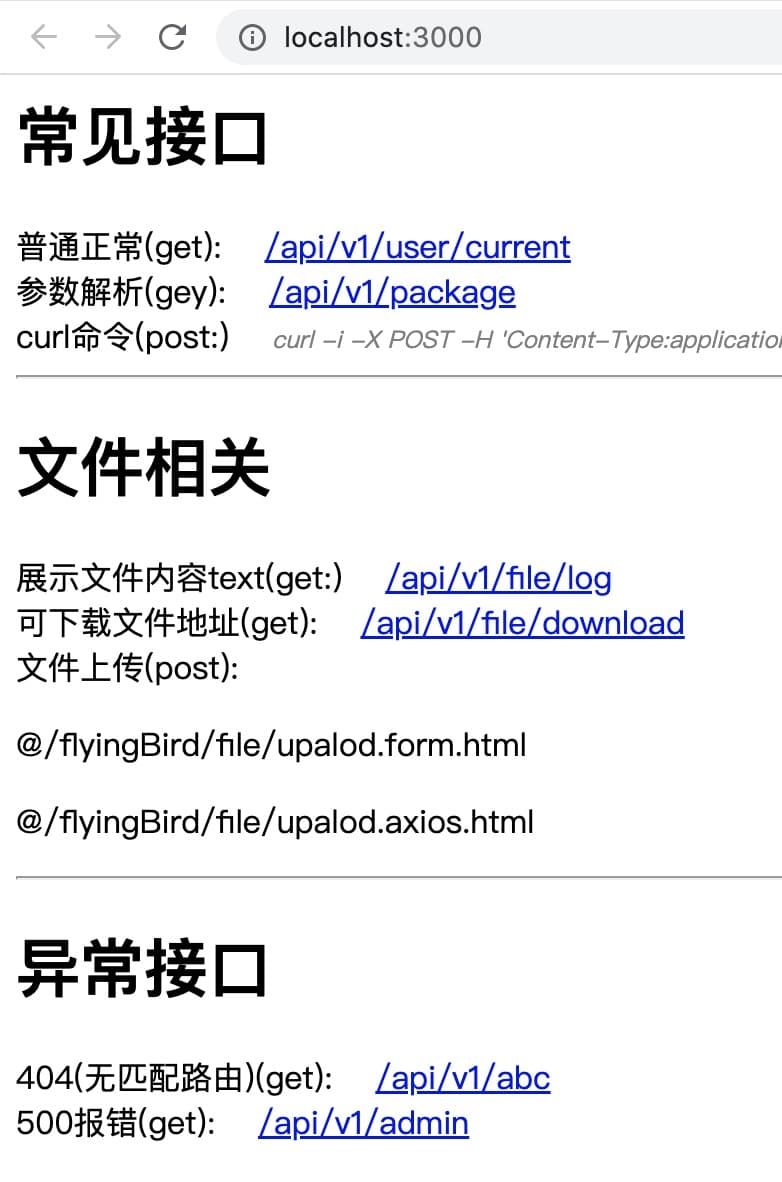 localhost:3000
常见接口
普通正常(get): /api/v1/user/current
参数解析(gey): /api/v1/package
curl命令(post:) curl -i -X POST -H 'Content-Type:application
文件相关
展示文件内容text(get:) /api/v1/file/log
可下载文件地址(get): /api/v1/file/download
文件上传(post):
@/flyingBird/file/upalod.form.html
@/flyingBird/file/upalod.axios.html
异常接口
404(无匹配路由)(get): /api/v1/abc
500报错(get): /api/v1/admin